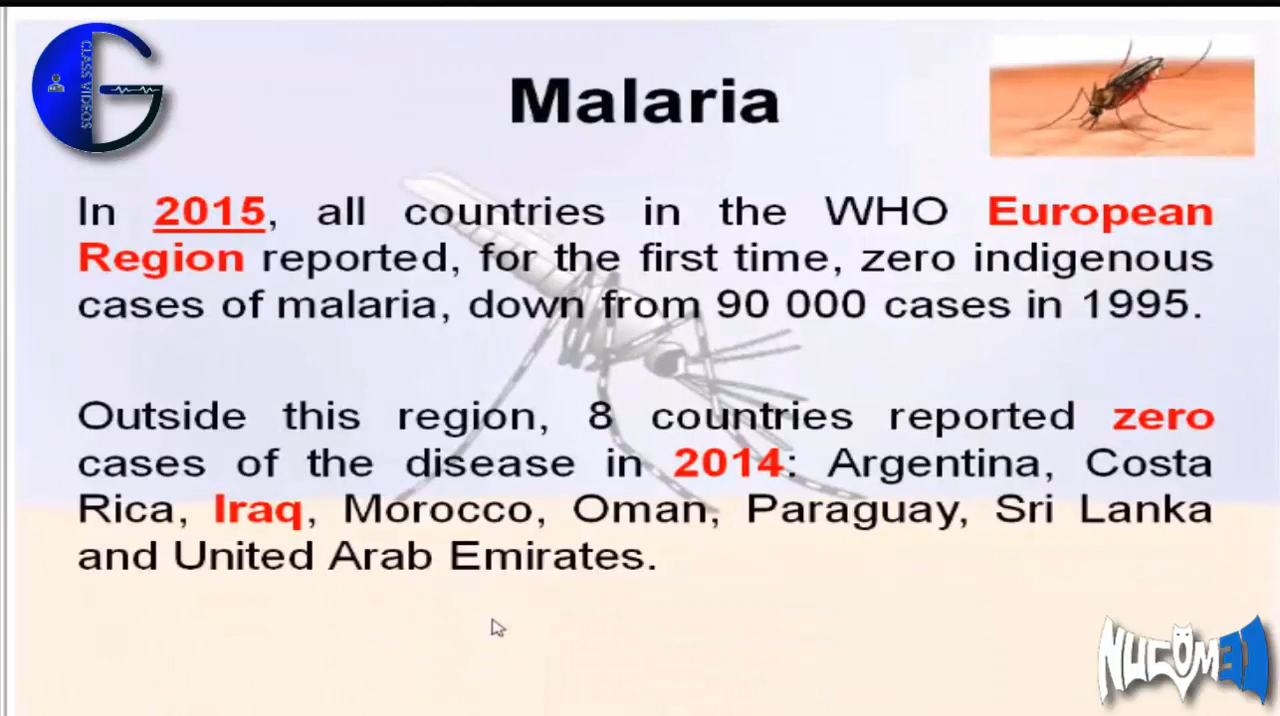 CLASS VIDEOS
Malaria
In 2015, all countries in the WHO European
Region reported, for the first time, zero indigenous
cases of malaria, down from 90 000 cases in 1995.
Outside this region, 8 countries reported zero
cases of the disease in 2014: Argentina, Costa
Rica, Iraq, Morocco, Oman, Paraguay, Sri Lanka
and United Arab Emirates.
NUCOMED